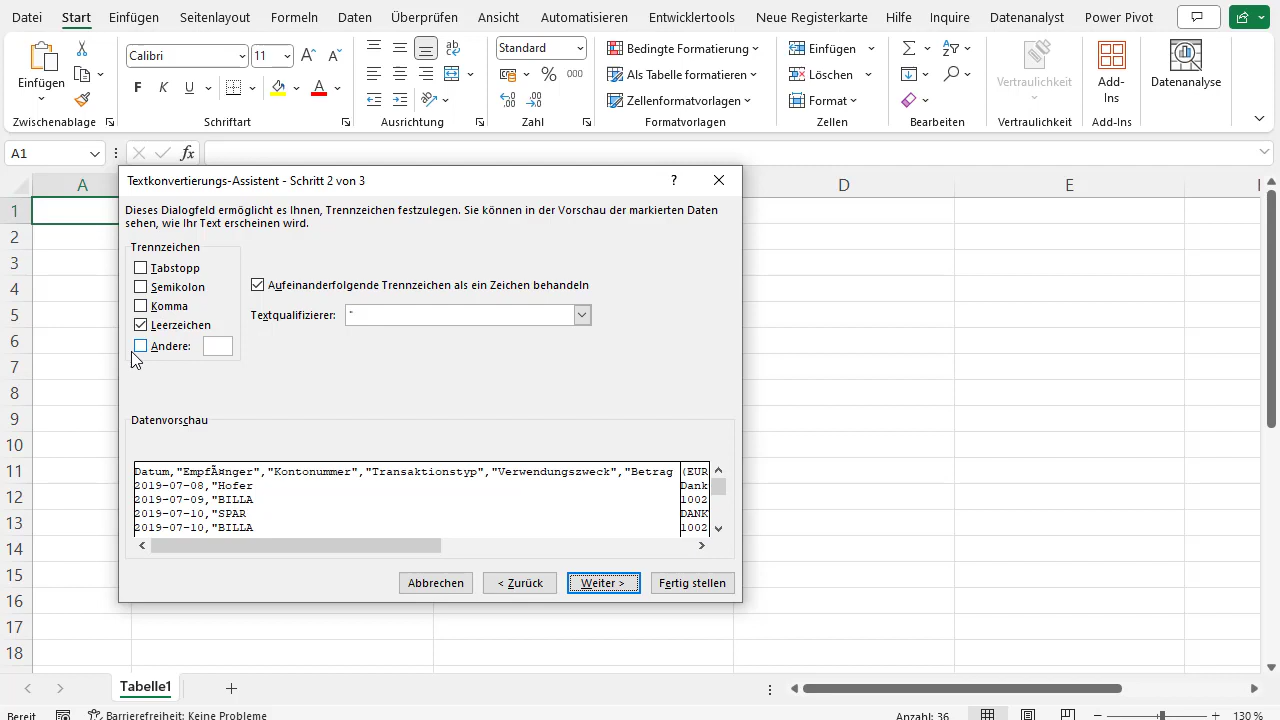 Datei Start Einfügen Seitenlayout Formeln Daten Überprüfen Ansicht Automatisieren Entwicklertools Neue Registerkarte Hilfe Inquire Datenanalyst Power Pivot
Einfügen
Calibri 11
F K U
Standard
% 000
Bedingte Formatierung
Als Tabelle formatieren
Zellenformatvorlagen
Einfügen
Löschen
Format
Vertraulichkeit
Add-Ins
Datenanalyse
Zwischenablage Schriftart Ausrichtung Zahl Formatvorlagen Zellen Bearbeiten Vertraulichkeit Add-Ins
A1 fx
A D E
Textkonvertierungs-Assistent - Schritt 2 von 3 ?
Dieses Dialogfeld ermöglicht es Ihnen, Trennzeichen festzulegen. Sie können in der Vorschau der markierten Daten
sehen, wie Ihr Text erscheinen wird.
Trennzeichen
Tabstopp
Semikolon
Komma
Leerzeichen
Andere:
Aufeinanderfolgende Trennzeichen als ein Zeichen behandeln
Textqualifizierer: "
Datenvorschau
Datum,"EmpfÃ¤nger","Kontonummer","Transaktionstyp","Verwendungszweck","Betrag (EUR
2019-07-08,"Hofer Dank
2019-07-09,"BILLA 1002
2019-07-10,"SPAR DANK
2019-07-10,"BILLA 1002
Abbrechen < Zurück Weiter > Fertig stellen
1
2
3
4
5
6
7
8
9
10
11
12
13
14
15
16
17
18
Tabelle1
Bereit Barrierefreiheit: Keine Probleme Anzahl: 36 130 %